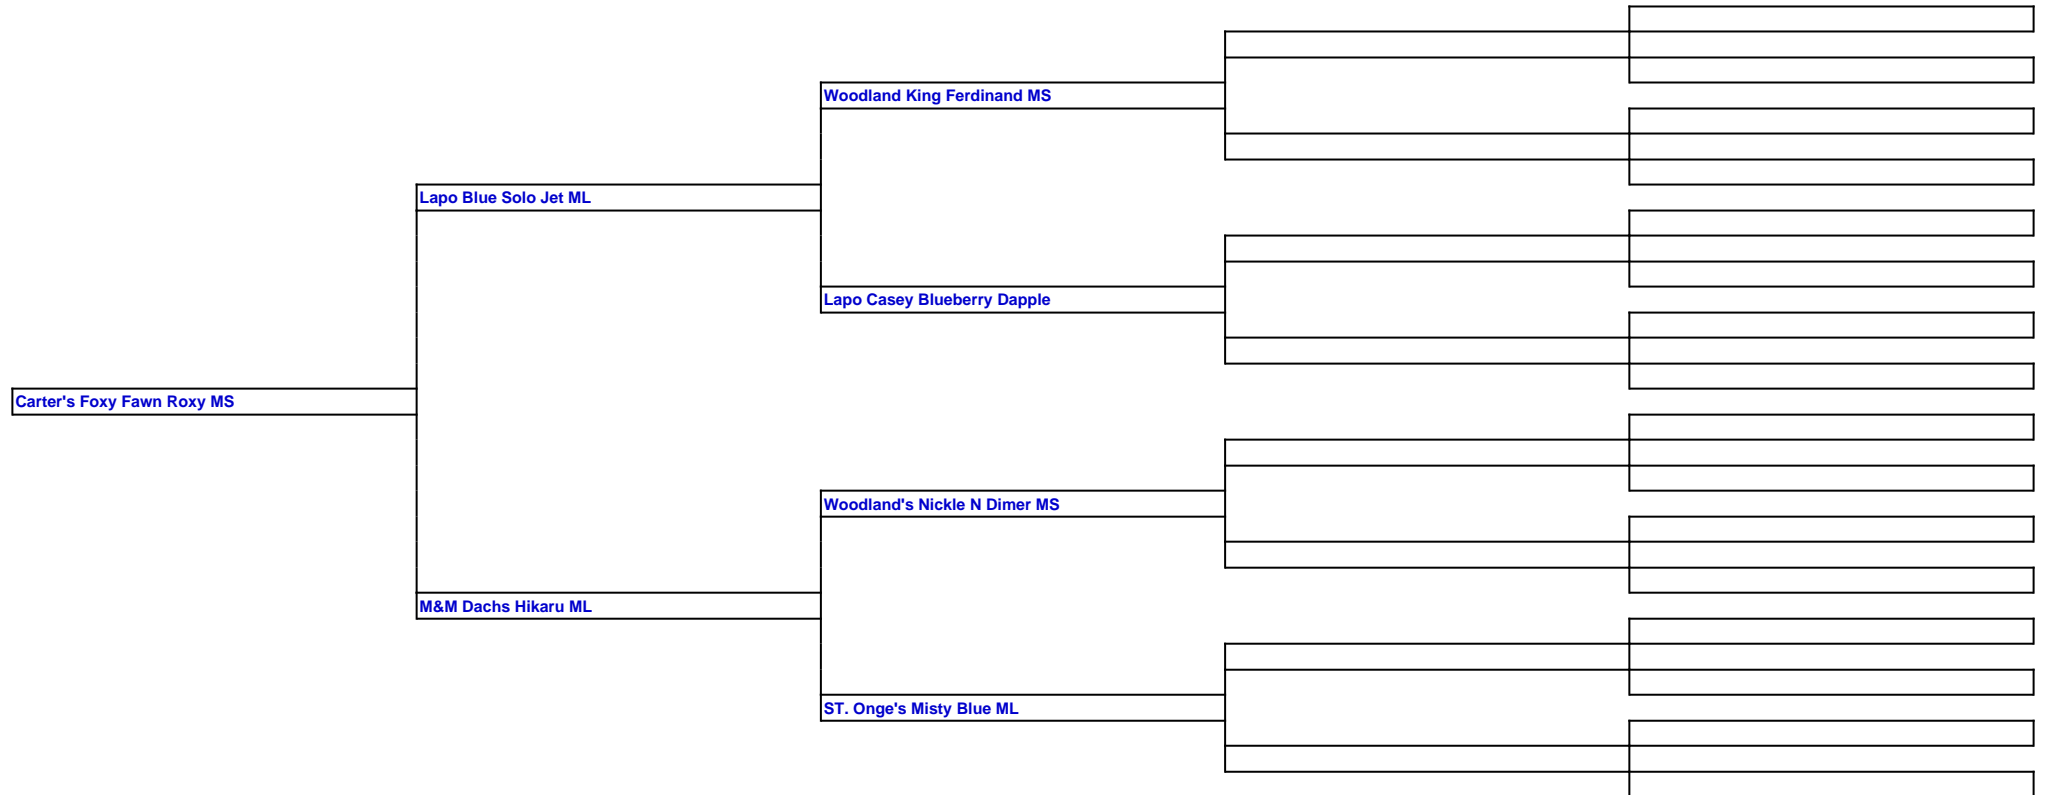 Woodland King Ferdinand MS
Lapo Blue Solo Jet ML
Lapo Casey Blueberry Dapple
Carter's Foxy Fawn Roxy MS
Woodland's Nickle N Dimer MS
M&M Dachs Hikaru ML
ST. Onge's Misty Blue ML